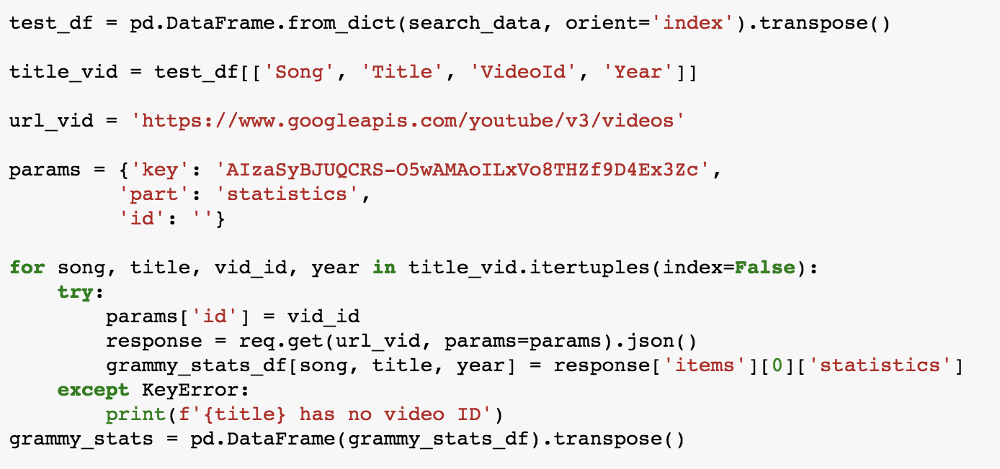 test_df = pd.DataFrame.from_dict(search_data, orient='index').transpose()
title_vid = test_df[['Song', 'Title', 'VideoId', 'Year']]
url_vid = 'https://www.googleapis.com/youtube/v3/videos'
params = {'key': 'AIzaSyBJUQCRS-O5wAMAoILxVo8THZf9D4Ex3Zc',
'part': 'statistics',
'id': ''}
for song, title, vid_id, year in title_vid.itertuples(index=False):
try:
params['id'] = vid_id
response = req.get(url_vid, params=params).json()
grammy_stats_df[song, title, year] = response['items'][0]['statistics']
except KeyError:
print(f'{title} has no video ID')
grammy_stats = pd.DataFrame(grammy_stats_df).transpose()